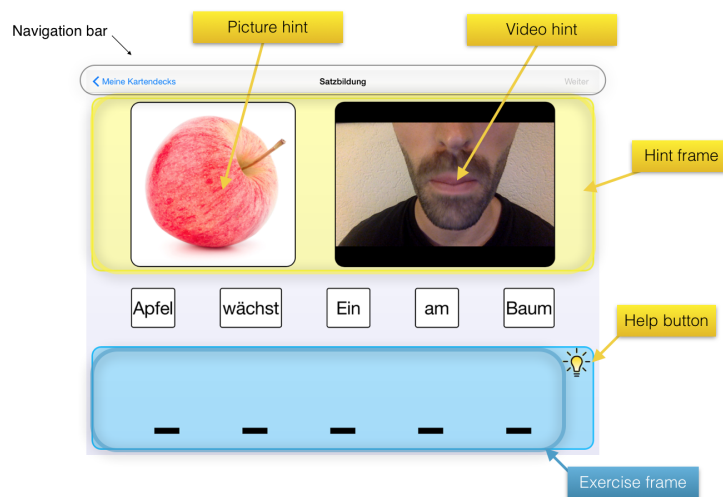 Navigation bar
Picture hint
Video hint
Meine Kartendecks
Satzbildung
Weiter
Hint frame
Apfel
wächst
Ein
am
Baum
Help button
Exercise frame